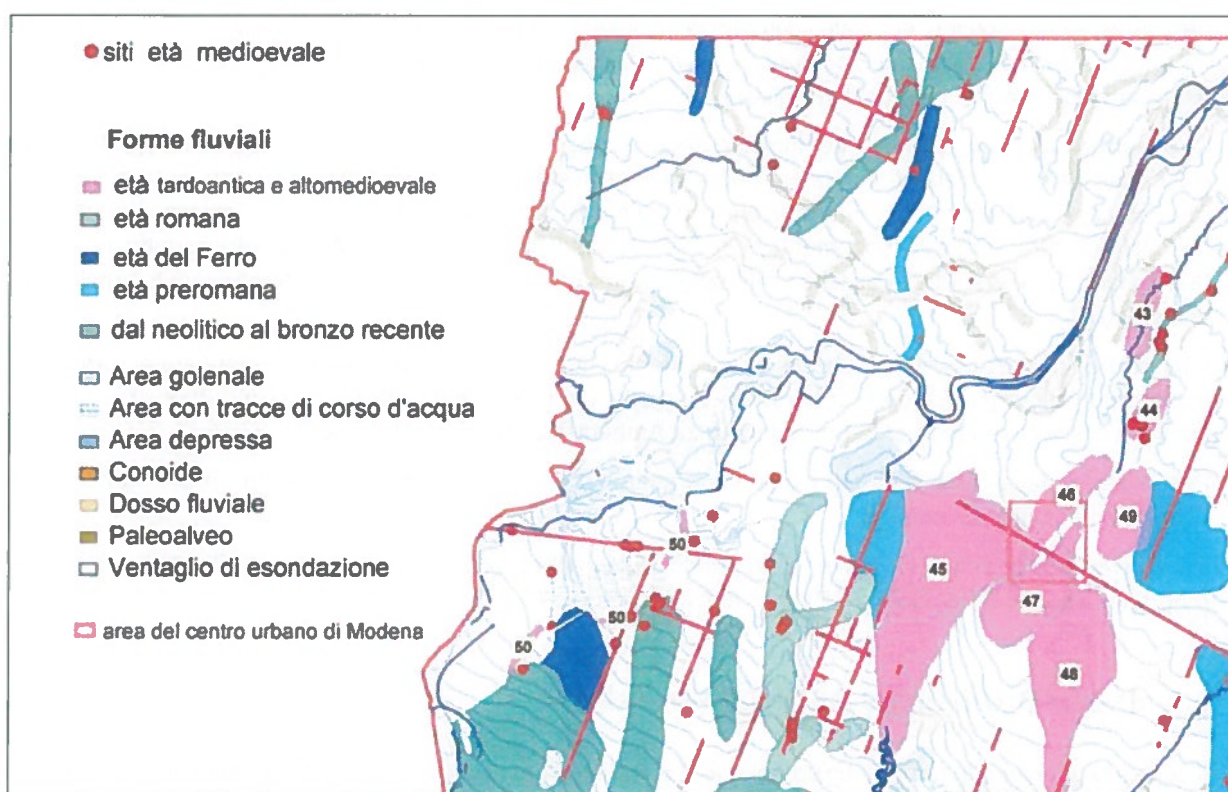 siti età medioevale
Forme fluviali
età tardoantica e altomedioevale
età romana
età del Ferro
età preromana
dal neolitico al bronzo recente
Area golenale
Area con tracce di corso d'acqua
Area depressa
Conoide
Dosso fluviale
Paleoalveo
Ventaglio di esondazione
area del centro urbano di Modena
43
44
46
49
45
47
48
50
50
50